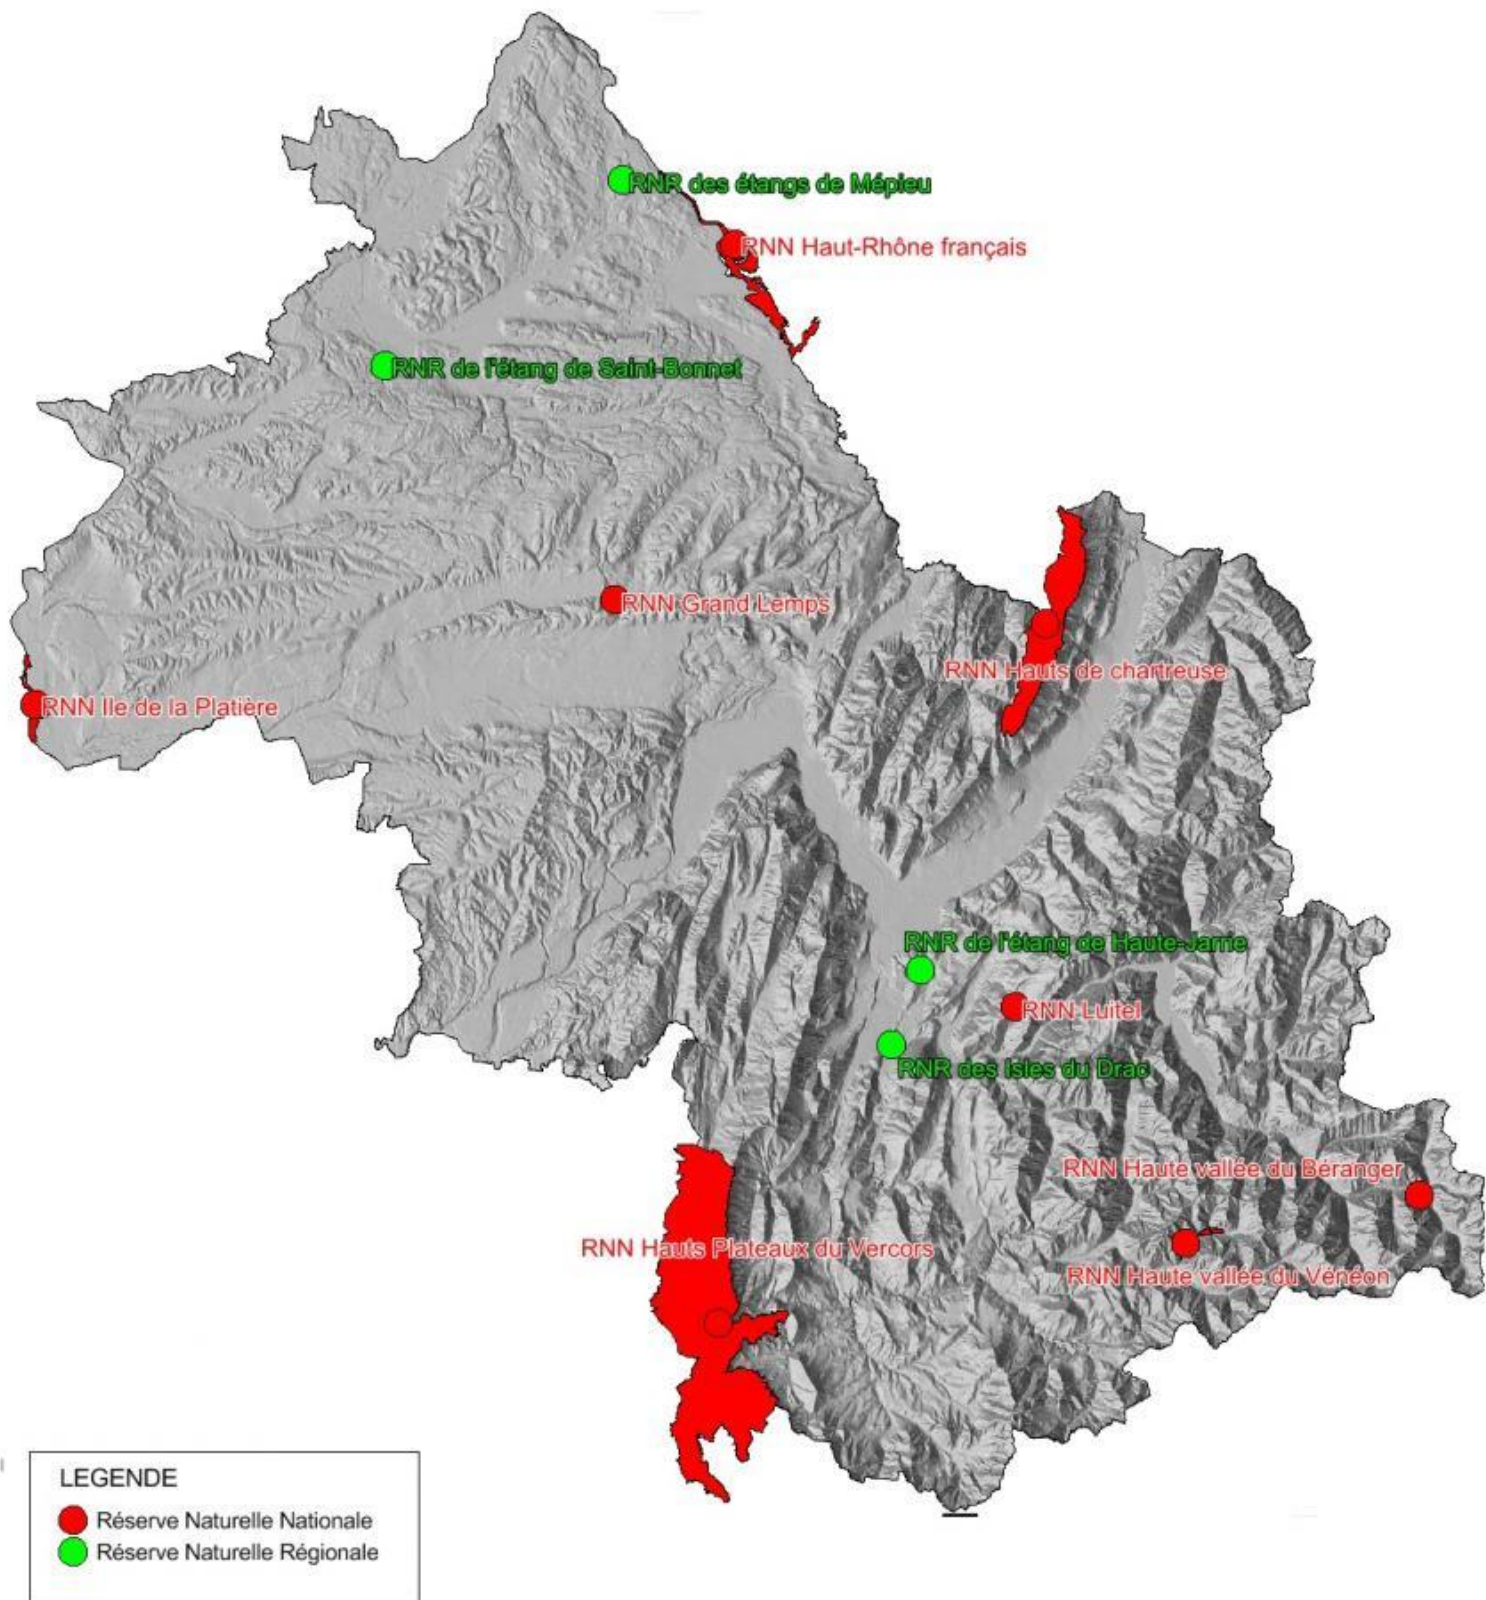 RNR des étangs de Mépieu
RNN Haut-Rhône français
RNR de l'étang de Saint-Bonnet
RNN Grand Lemps
RNN Hauts de chartreuse
RNN Ile de la Platière
RNR de l'étang de Haute-Jarrie
RNN Luitel
RNR des Isles du Drac
RNN Haute vallée du Béranger
RNN Hauts Plateaux du Vercors
RNN Haute vallée du Vénéon
LEGENDE
Réserve Naturelle Nationale
Réserve Naturelle Régionale